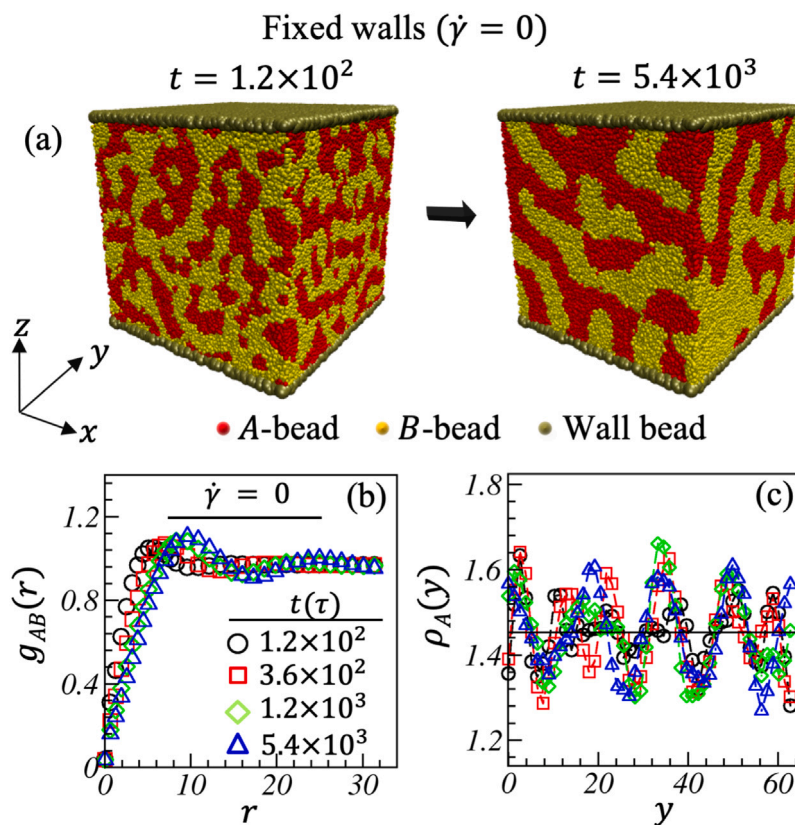 Fixed walls (γ̇ = 0)
t = 1.2×10² t = 5.4×10³
(a)
z
y
x
A-bead B-bead Wall bead
(b)
γ̇ = 0
t(τ)
1.2×10²
3.6×10²
1.2×10³
5.4×10³
g_AB(r)
1.2
0.8
0.4
0
0 10 20 30
r
(c)
ρ_A(y)
1.8
1.6
1.4
1.2
0 20 40 60
y